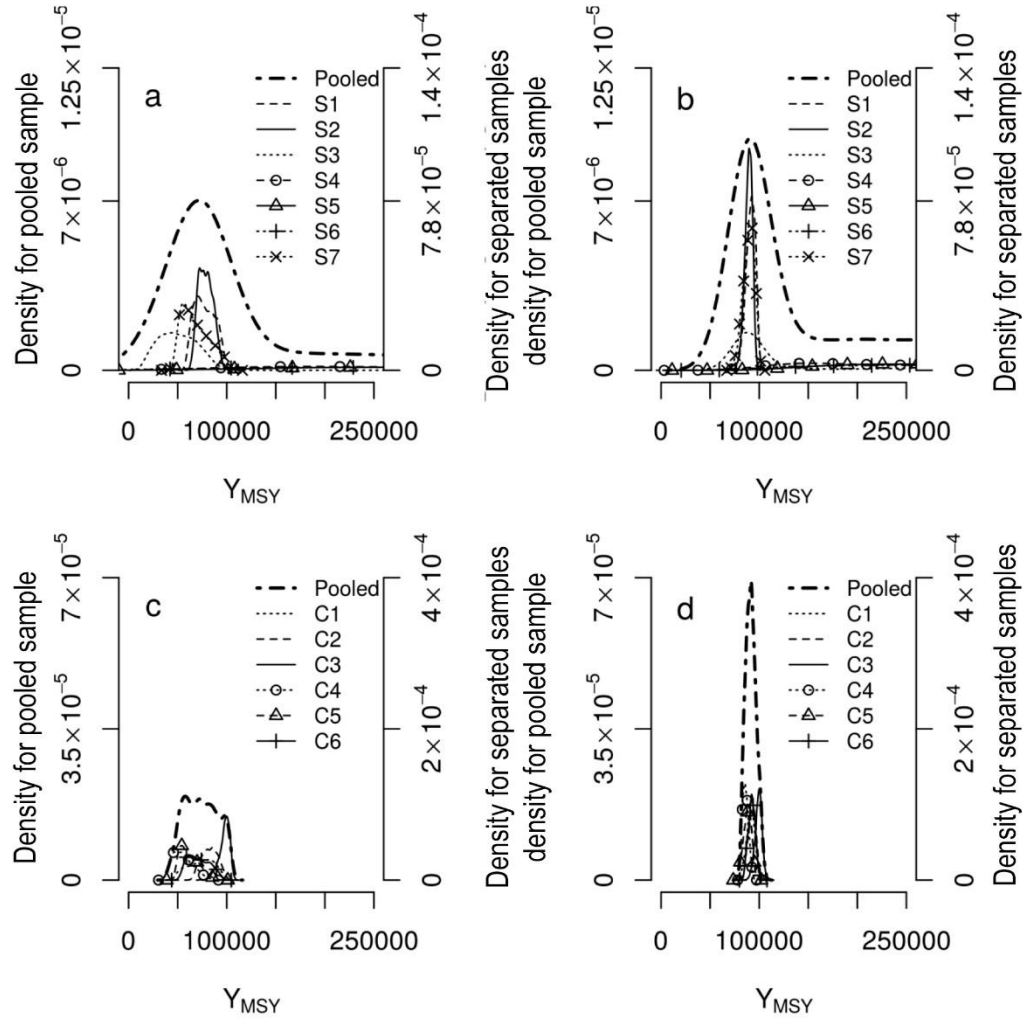 Density for pooled sample
1.25×10⁻⁵
7×10⁻⁶
0
a
Pooled
S1
S2
S3
S4
S5
S6
S7
1.4×10⁻⁴
7.8×10⁻⁵
0
Density for separated samples
0
100000
250000
Y_MSY
density for pooled sample
1.25×10⁻⁵
7×10⁻⁶
0
b
Pooled
S1
S2
S3
S4
S5
S6
S7
1.4×10⁻⁴
7.8×10⁻⁵
0
Density for separated samples
0
100000
250000
Y_MSY
Density for pooled sample
7×10⁻⁵
3.5×10⁻⁵
0
c
Pooled
C1
C2
C3
C4
C5
C6
4×10⁻⁴
2×10⁻⁴
0
Density for separated samples
0
100000
250000
Y_MSY
density for pooled sample
7×10⁻⁵
3.5×10⁻⁵
0
d
Pooled
C1
C2
C3
C4
C5
C6
4×10⁻⁴
2×10⁻⁴
0
Density for separated samples
0
100000
250000
Y_MSY